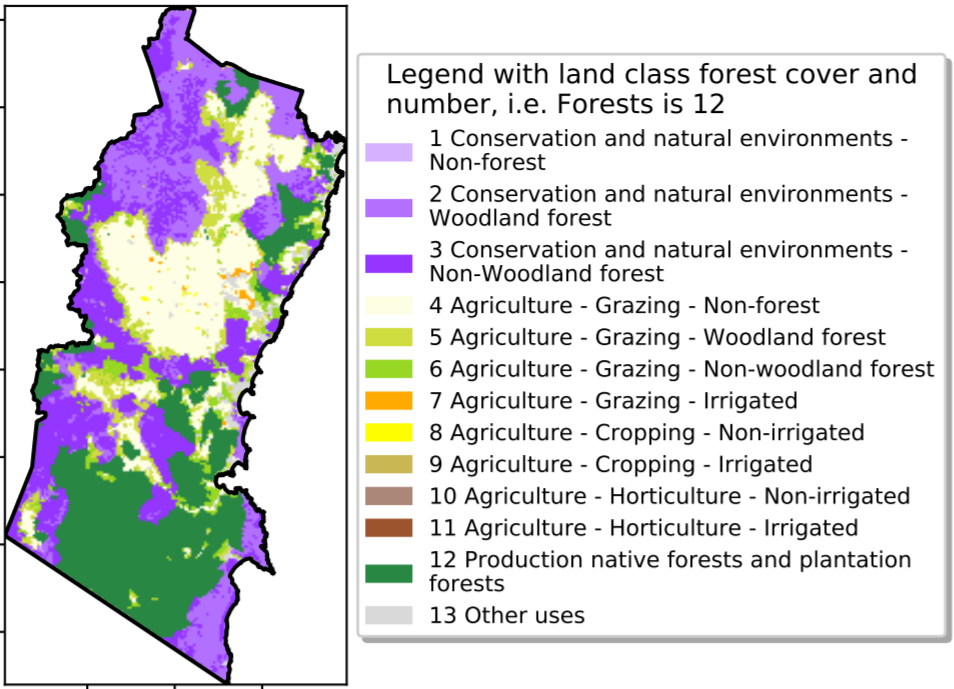 Legend with land class forest cover and
number, i.e. Forests is 12
1 Conservation and natural environments -
Non-forest
2 Conservation and natural environments -
Woodland forest
3 Conservation and natural environments -
Non-Woodland forest
4 Agriculture - Grazing - Non-forest
5 Agriculture - Grazing - Woodland forest
6 Agriculture - Grazing - Non-woodland forest
7 Agriculture - Grazing - Irrigated
8 Agriculture - Cropping - Non-irrigated
9 Agriculture - Cropping - Irrigated
10 Agriculture - Horticulture - Non-irrigated
11 Agriculture - Horticulture - Irrigated
12 Production native forests and plantation
forests
13 Other uses